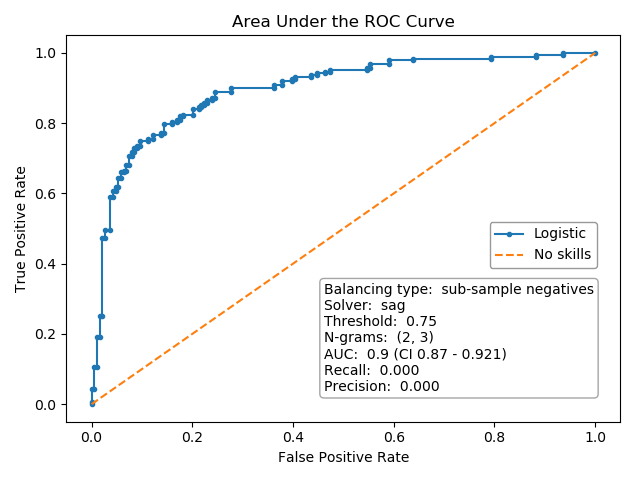 Area Under the ROC Curve
1.0
0.8
0.6
0.4
0.2
0.0
True Positive Rate
Logistic
No skills
Balancing type:  sub-sample negatives
Solver:  sag
Threshold:  0.75
N-grams:  (2, 3)
AUC:  0.9 (CI 0.87 - 0.921)
Recall:  0.000
Precision:  0.000
0.0 0.2 0.4 0.6 0.8 1.0
False Positive Rate